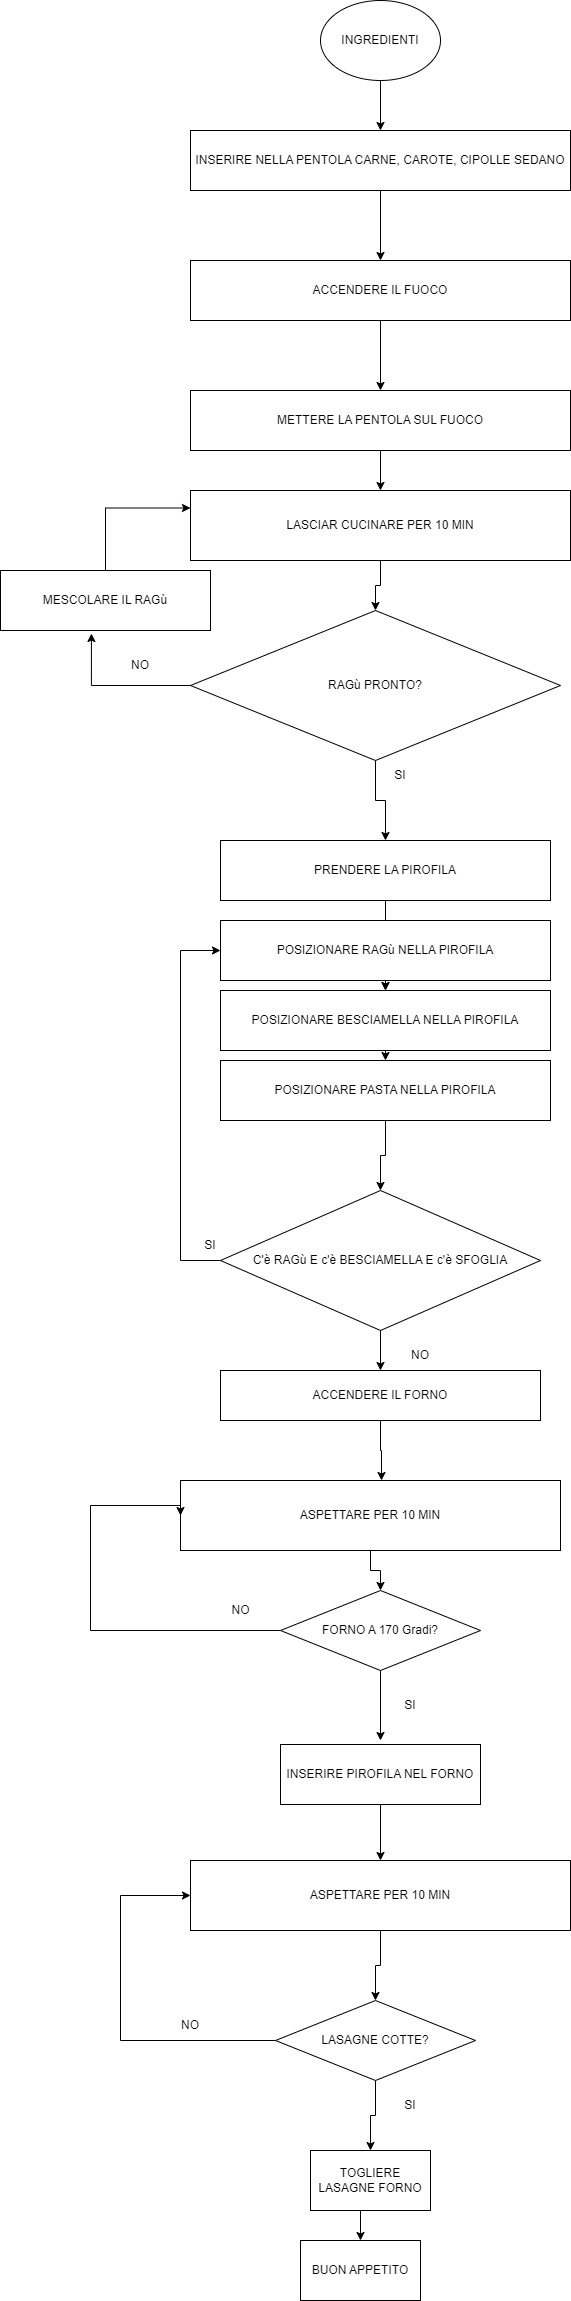 INGREDIENTI
INSERIRE NELLA PENTOLA CARNE, CAROTE, CIPOLLE SEDANO
ACCENDERE IL FUOCO
METTERE LA PENTOLA SUL FUOCO
LASCIAR CUCINARE PER 10 MIN
MESCOLARE IL RAGù
NO
RAGù PRONTO?
SI
PRENDERE LA PIROFILA
POSIZIONARE RAGù NELLA PIROFILA
POSIZIONARE BESCIAMELLA NELLA PIROFILA
POSIZIONARE PASTA NELLA PIROFILA
SI
C'è RAGù E c'è BESCIAMELLA E c'è SFOGLIA
NO
ACCENDERE IL FORNO
ASPETTARE PER 10 MIN
NO
FORNO A 170 Gradi?
SI
INSERIRE PIROFILA NEL FORNO
ASPETTARE PER 10 MIN
NO
LASAGNE COTTE?
SI
TOGLIERE
LASAGNE FORNO
BUON APPETITO